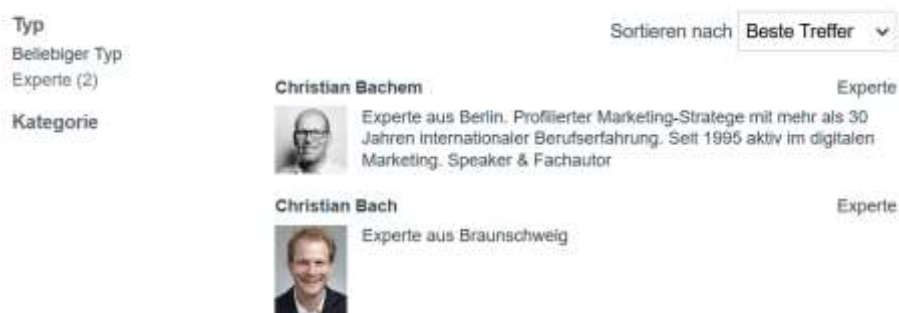 Typ
Beliebiger Typ
Experte (2)
Kategorie
Sortieren nach Beste Treffer
Christian Bachem Experte
Experte aus Berlin. Profilierter Marketing-Stratege mit mehr als 30
Jahren internationaler Berufserfahrung. Seit 1995 aktiv im digitalen
Marketing. Speaker & Fachautor
Christian Bach Experte
Experte aus Braunschweig